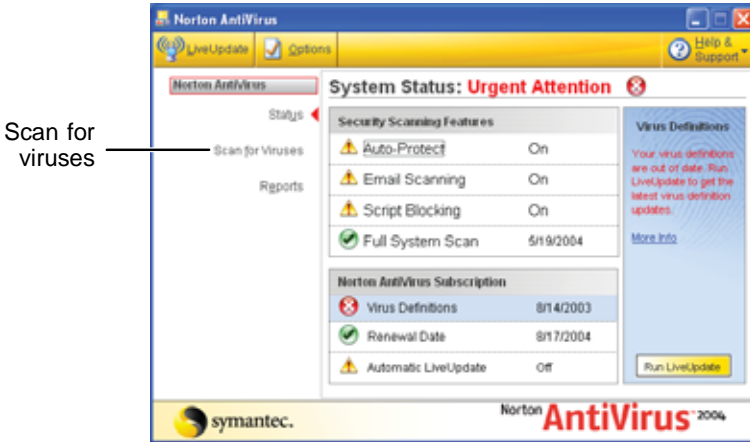 Norton AntiVirus
LiveUpdate Options Help & Support
Scan for viruses
Norton AntiVirus
Status
Scan for Viruses
Reports
System Status: Urgent Attention
Security Scanning Features
Auto-Protect On
Email Scanning On
Script Blocking On
Full System Scan 5/19/2004
Norton AntiVirus Subscription
Virus Definitions 8/14/2003
Renewal Date 8/17/2004
Automatic LiveUpdate Off
Virus Definitions
Your virus definitions
are out of date. Run
LiveUpdate to get the
latest virus definition
updates.
More Info
Run LiveUpdate
symantec.
Norton AntiVirus 2004